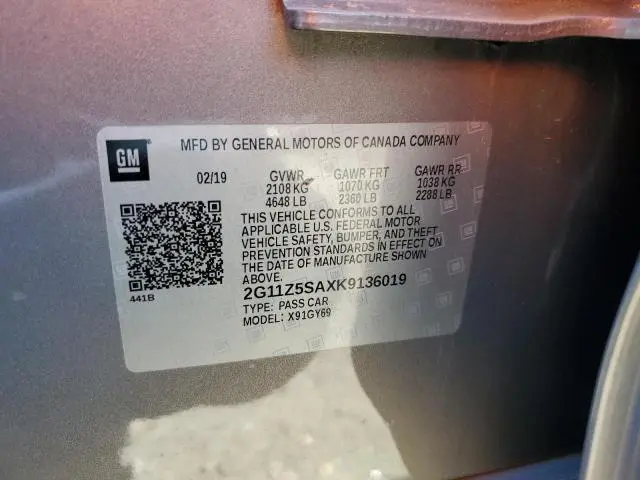 GM
MFD BY GENERAL MOTORS OF CANADA COMPANY
02/19 GVWR GAWR FRT GAWR RR
2108 KG 1070 KG 1038 KG
4648 LB 2360 LB 2288 LB
THIS VEHICLE CONFORMS TO ALL
APPLICABLE U.S. FEDERAL MOTOR
VEHICLE SAFETY, BUMPER, AND THEFT
PREVENTION STANDARDS IN EFFECT ON
THE DATE OF MANUFACTURE SHOWN
ABOVE.
2G11Z5SAXK9136019
441B
TYPE: PASS CAR
MODEL: X91GY69